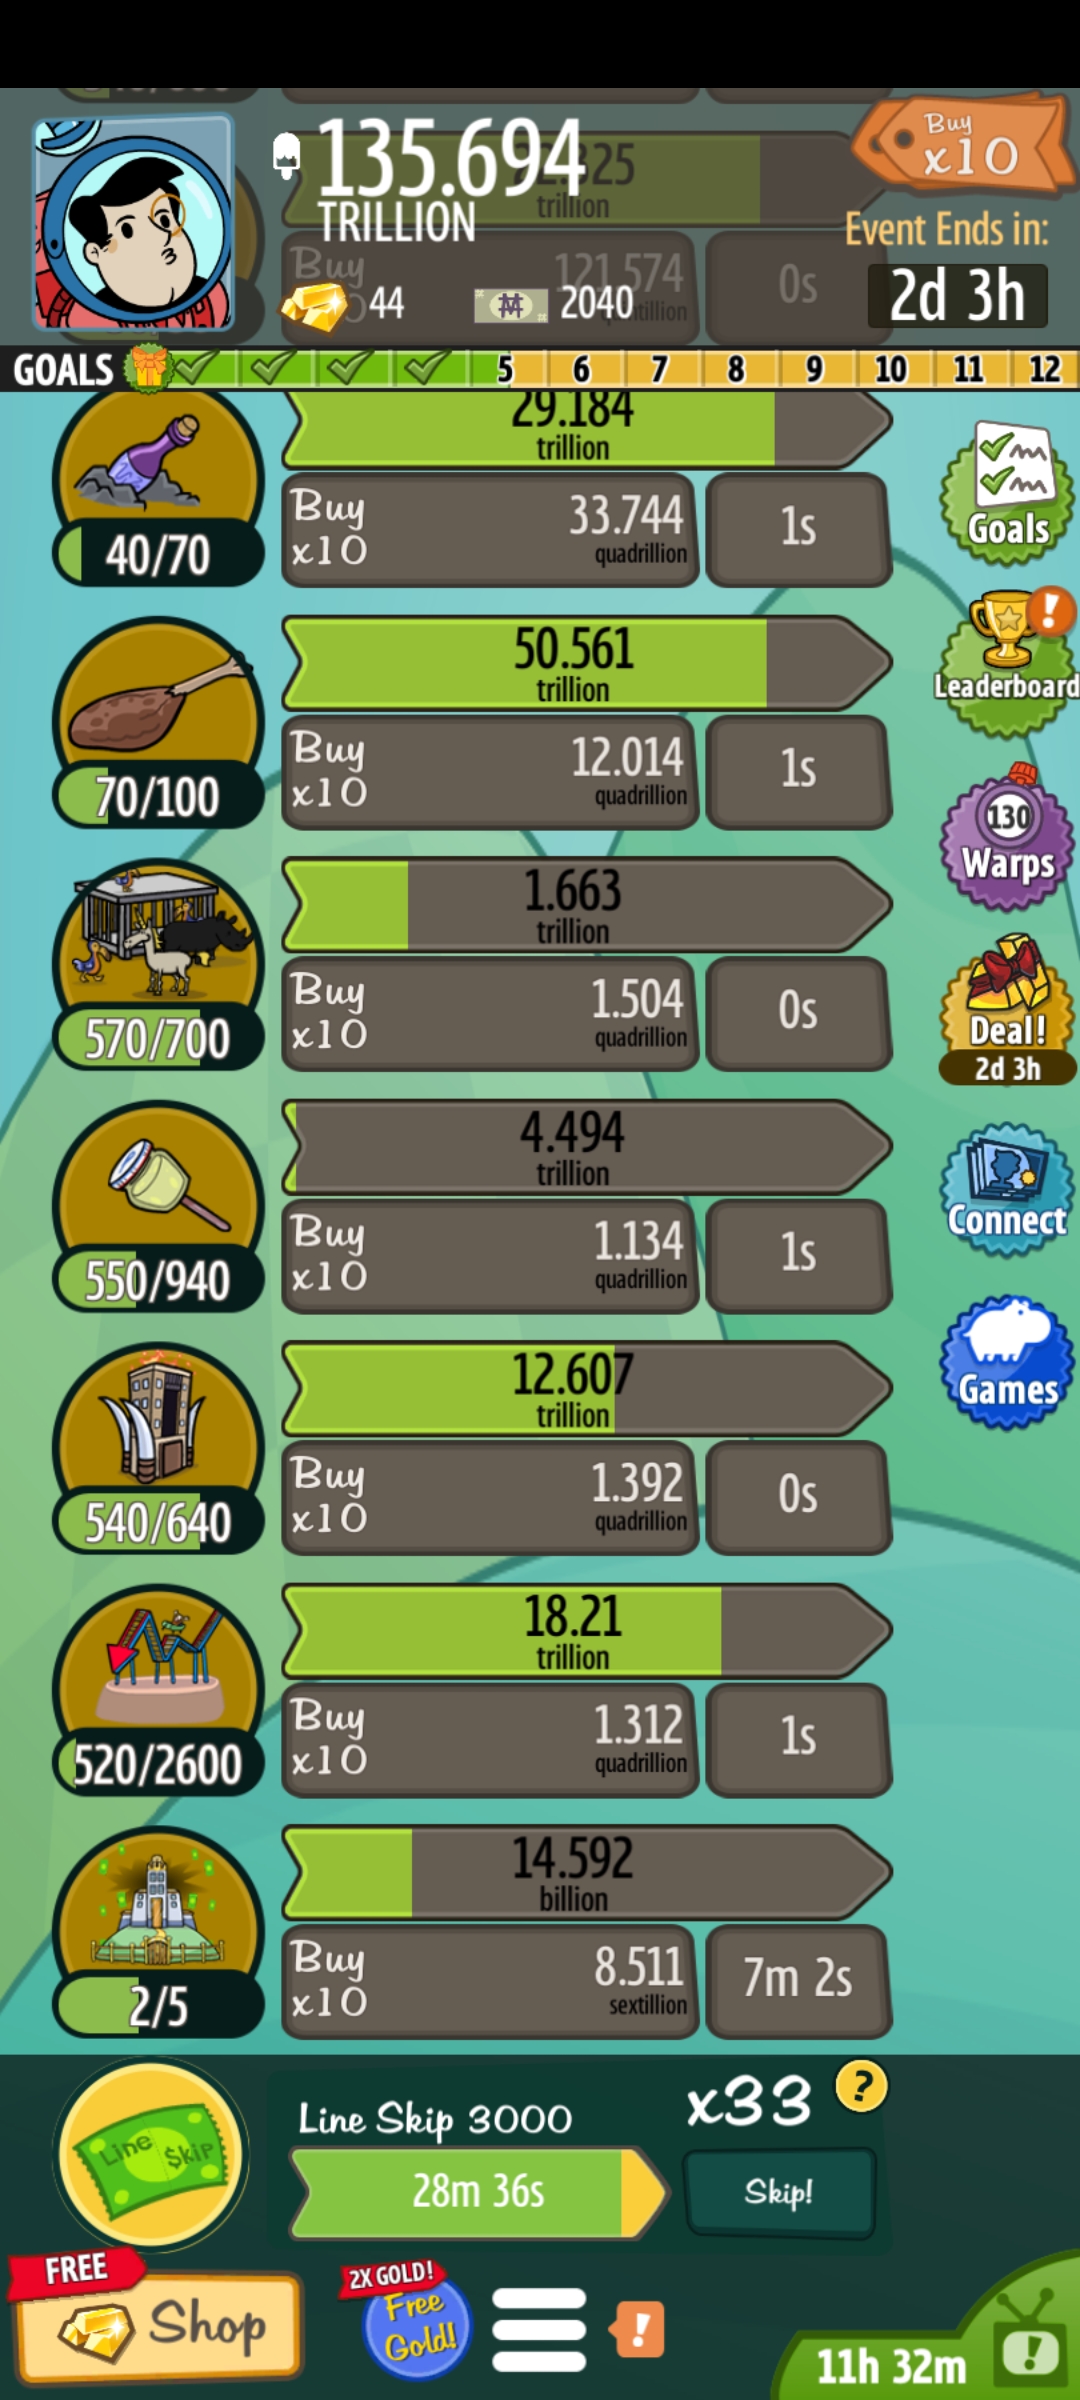 135.694
TRILLION
trillion
Buy
x10
Event Ends in:
2d 3h
44
2040
Buy
121.574
0s
GOALS
5
6
7
8
9
10
11
12
29.184
trillion
40/70
Buy
x10
33.744
quadrillion
1s
Goals
50.561
trillion
70/100
Buy
x10
12.014
quadrillion
1s
Leaderboard
130
Warps
1.663
trillion
570/700
Buy
x10
1.504
quadrillion
0s
Deal!
2d 3h
4.494
trillion
550/940
Buy
x10
1.134
quadrillion
1s
Connect
12.607
trillion
540/640
Buy
x10
1.392
quadrillion
0s
Games
18.21
trillion
520/2600
Buy
x10
1.312
quadrillion
1s
14.592
billion
2/5
Buy
x10
8.511
sextillion
7m 2s
Line Skip
Line Skip 3000
28m 36s
x33
?
Skip!
FREE
Shop
2X GOLD!
Free
Gold!
!
11h 32m
!